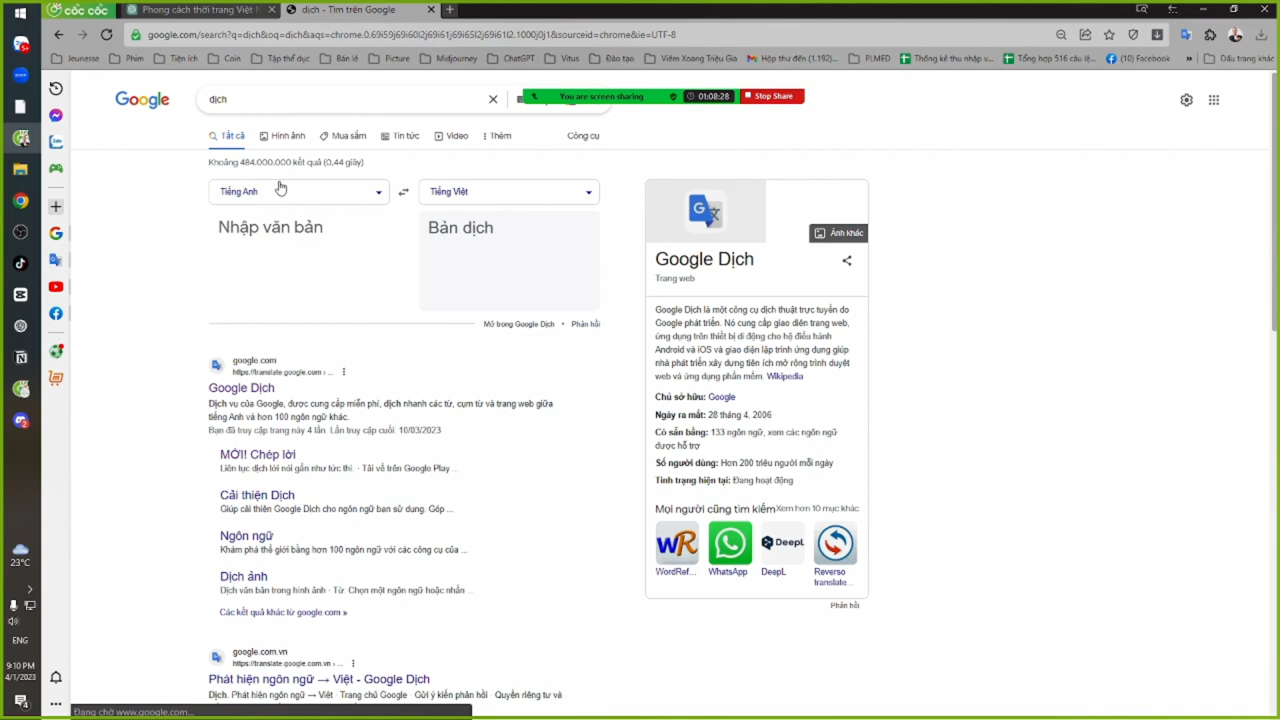 cốc cốc
Phong cách thời trang Việt N
dịch - Tìm trên Google
google.com/search?q=dịch&oq=dich&aqs=chrome.0.69i59j69i60l2j69i61j69i65l2j69i61l2.1000j0j1&sourceid=chrome&ie=UTF-8
Jeunesse
Phim
Tiện ích
Coin
Tập thể dục
Bán lẻ
Picture
Midjourney
ChatGPT
Vitus
Đào tạo
Viêm Xoang Triệu Gia
Hộp thư đến (1.192)...
PLMED
Thống kê thu nhập v...
Tổng hợp 516 câu lệ...
(10) Facebook
»
Dấu trang khác
Google
dịch
You are screen sharing
01:08:28
Stop Share
Tất cả
Hình ảnh
Mua sắm
Tin tức
Video
Thêm
Công cụ
Khoảng 484.000.000 kết quả (0,44 giây)
Tiếng Anh
Tiếng Việt
Nhập văn bản
Bản dịch
Mở trong Google Dịch • Phản hồi
google.com
https://translate.google.com › ...
Google Dịch
Dịch vụ của Google, được cung cấp miễn phí, dịch nhanh các từ, cụm từ và trang web giữa
tiếng Anh và hơn 100 ngôn ngữ khác.
Bạn đã truy cập trang này 4 lần. Lần truy cập cuối: 10/03/2023
MỚI! Chép lời
Liên tục dịch lời nói gần như tức thì. · Tải về trên Google Play ...
Cải thiện Dịch
Giúp cải thiện Google Dịch cho ngôn ngữ bạn sử dụng. Góp ...
Ngôn ngữ
Khám phá thế giới bằng hơn 100 ngôn ngữ với các công cụ của ...
Dịch ảnh
Dịch văn bản trong hình ảnh · Từ. Chọn một ngôn ngữ hoặc nhấn ...
Các kết quả khác từ google.com »
google.com.vn
https://translate.google.com.vn › ...
Phát hiện ngôn ngữ → Việt - Google Dịch
Dịch. Phát hiện ngôn ngữ → Việt · Trang chủ Google · Gửi ý kiến phản hồi · Quyền riêng tư và
Ảnh khác
Google Dịch
Trang web
Google Dịch là một công cụ dịch thuật trực tuyến do
Google phát triển. Nó cung cấp giao diện trang web,
ứng dụng trên thiết bị di động cho hệ điều hành
Android và iOS và giao diện lập trình ứng dụng giúp
nhà phát triển xây dựng tiện ích mở rộng trình duyệt
web và ứng dụng phần mềm. Wikipedia
Chủ sở hữu: Google
Ngày ra mắt: 28 tháng 4, 2006
Có sẵn bằng: 133 ngôn ngữ, xem các ngôn ngữ
được hỗ trợ
Số người dùng: Hơn 200 triệu người mỗi ngày
Tình trạng hiện tại: Đang hoạt động
Mọi người cũng tìm kiếm
Xem hơn 10 mục khác
DeepL
WordRef...
WhatsApp
DeepL
Reverso
translate...
Phản hồi
23°C
ENG
9:10 PM
4/1/2023
4
Đang chờ www.google.com...